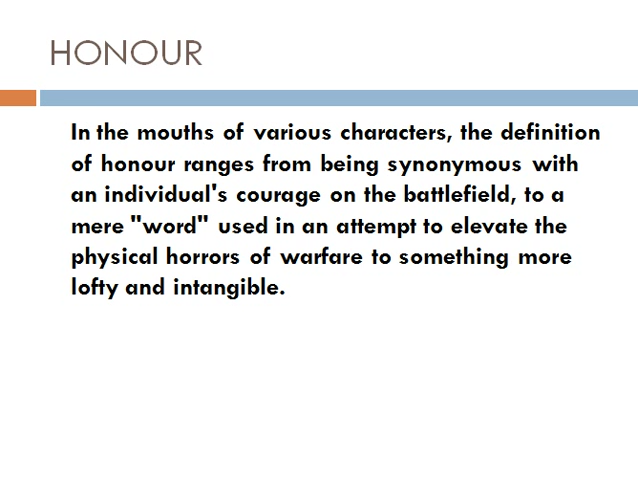 HONOUR
In the mouths of various characters, the definition
of honour ranges from being synonymous with
an individual's courage on the battlefield, to a
mere "word" used in an attempt to elevate the
physical horrors of warfare to something more
lofty and intangible.